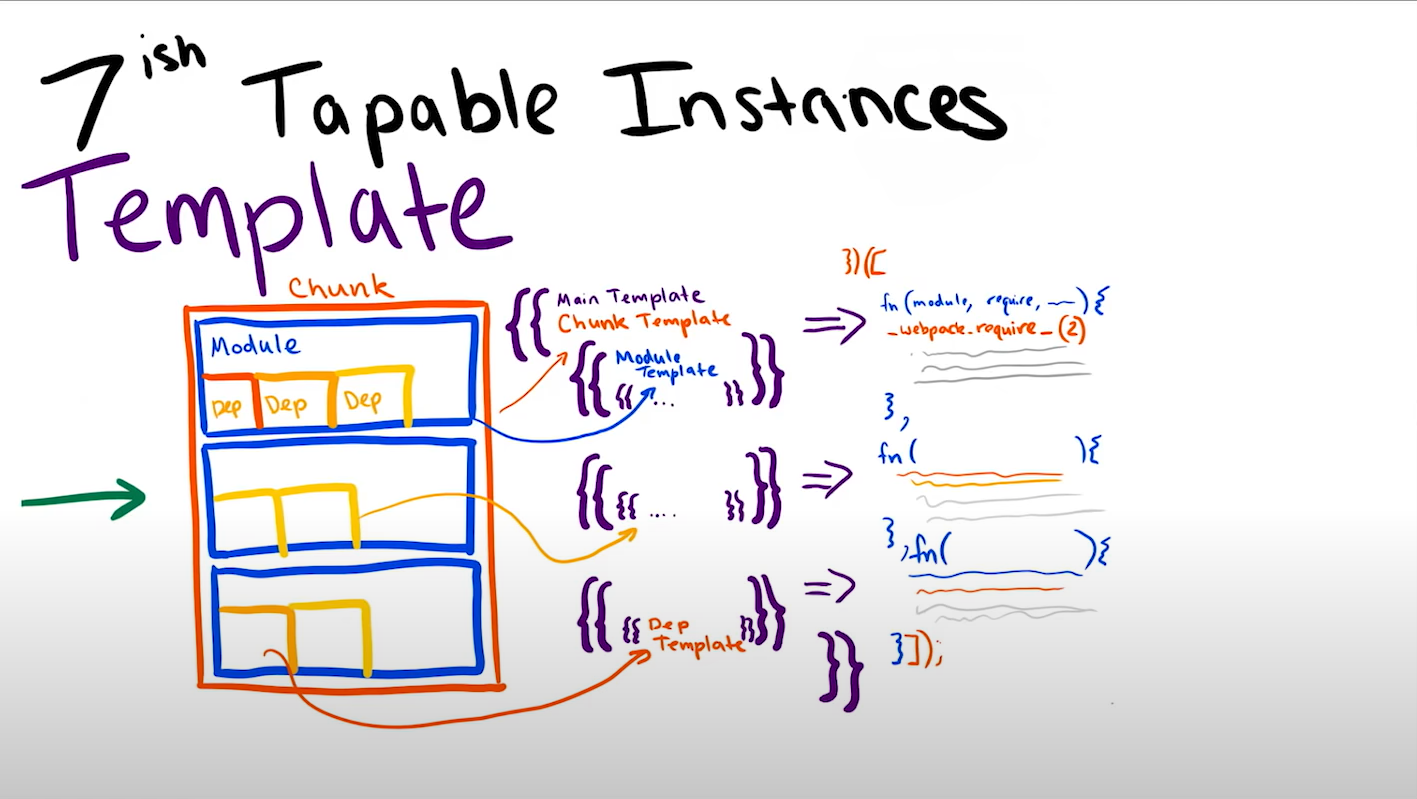 7ish Tapable Instances
Template
Chunk
Module
Dep Dep Dep
{{ Main Template
Chunk Template
{{ Module
Template
{{ ... }} }}
{{ {{ .... }} }}
{{ {{ Dep
Template }} }}
}}
=>
=>
=>
})([
fn(module, require, __){
_webpack_require_(2)
},
fn( ){
},fn( ){
}]);